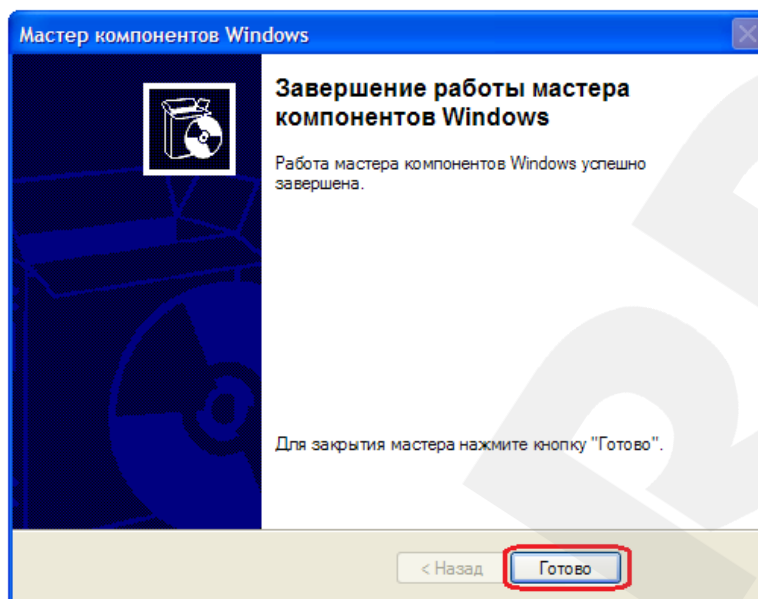 Мастер компонентов Windows
Завершение работы мастера
компонентов Windows
Работа мастера компонентов Windows успешно
завершена.
Для закрытия мастера нажмите кнопку "Готово".
< Назад
Готово